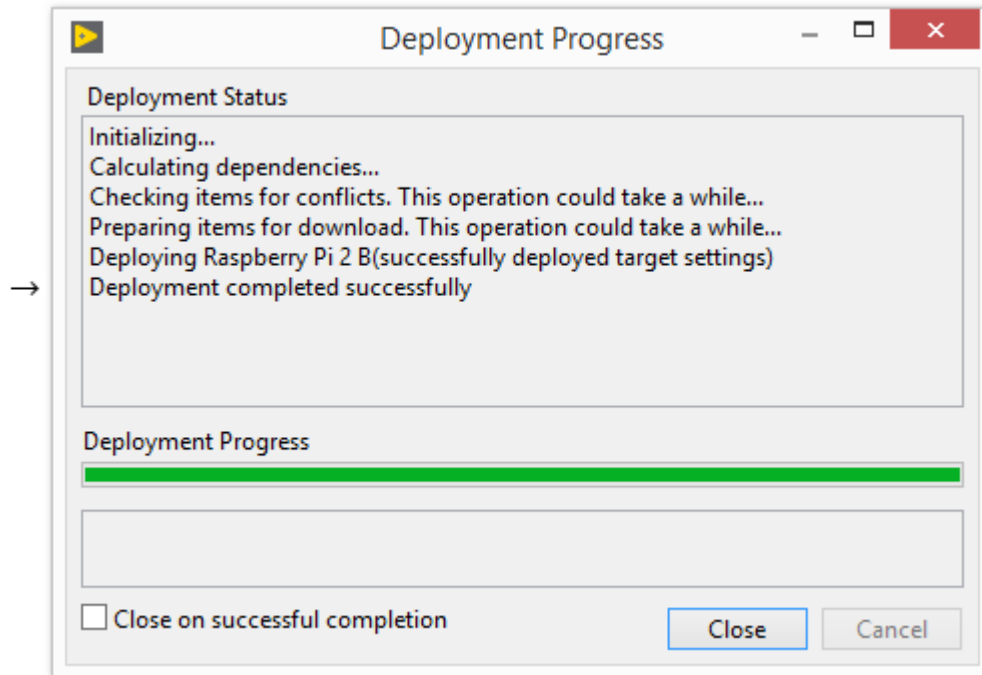 Deployment Progress
Deployment Status
Initializing...
Calculating dependencies...
Checking items for conflicts. This operation could take a while...
Preparing items for download. This operation could take a while...
Deploying Raspberry Pi 2 B(successfully deployed target settings)
→ Deployment completed successfully
Deployment Progress
Close on successful completion
Close
Cancel